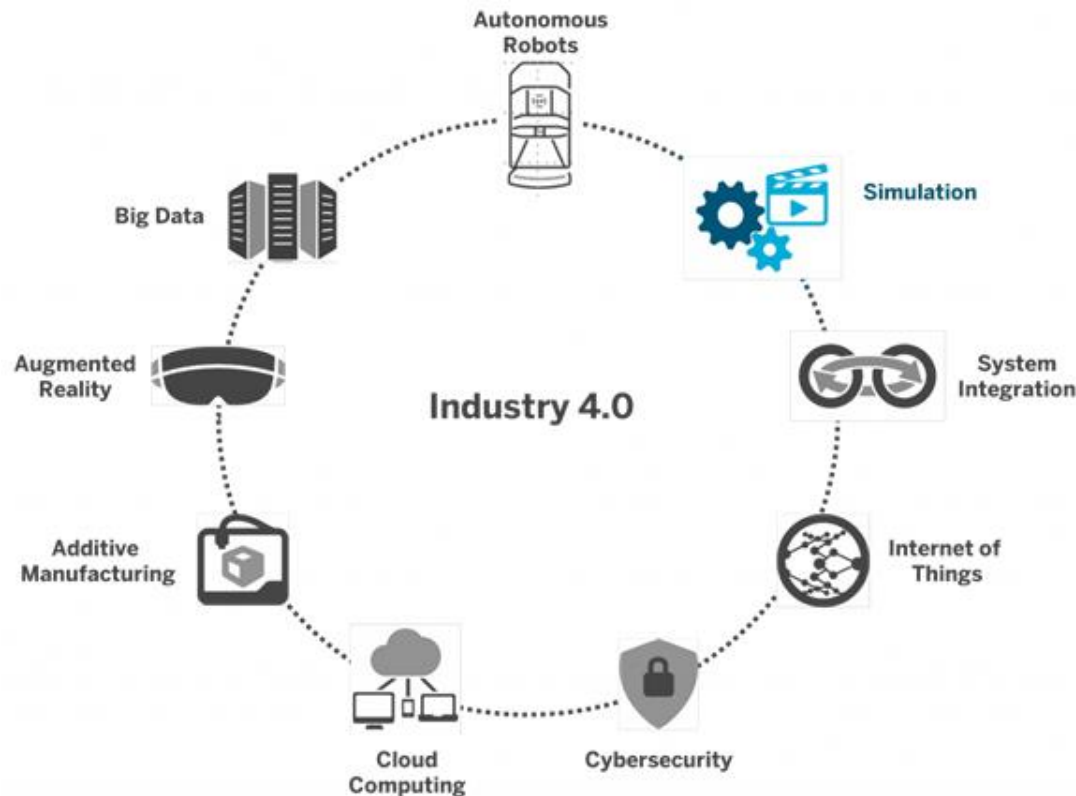 Autonomous
Robots
Simulation
System
Integration
Internet of
Things
Cybersecurity
Cloud
Computing
Additive
Manufacturing
Augmented
Reality
Big Data
Industry 4.0